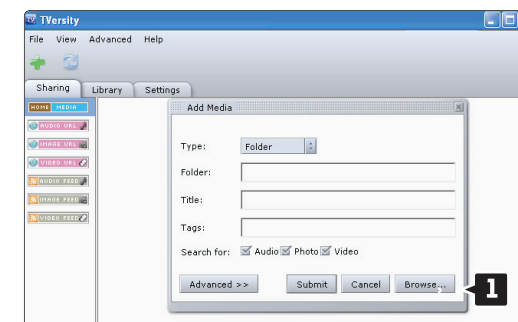 TVersity
File View Advanced Help
Sharing Library Settings
HOME MEDIA
AUDIO URL
IMAGE URL
VIDEO URL
AUDIO FEED
IMAGE FEED
VIDEO FEED
Add Media
Type: Folder
Folder:
Title:
Tags:
Search for: Audio Photo Video
Advanced >> Submit Cancel Browse...
1